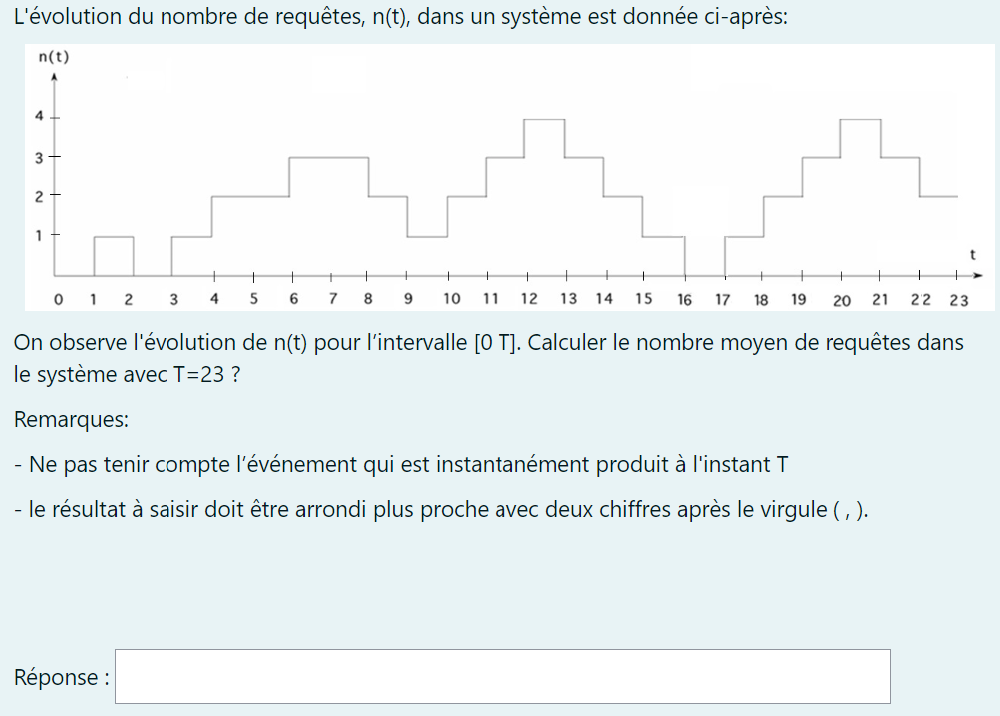 L'évolution du nombre de requêtes, n(t), dans un système est donnée ci-après:
n(t)
4
3
2
1
t
0 1 2 3 4 5 6 7 8 9 10 11 12 13 14 15 16 17 18 19 20 21 22 23
On observe l'évolution de n(t) pour l’intervalle [0 T]. Calculer le nombre moyen de requêtes dans
le système avec T=23 ?
Remarques:
- Ne pas tenir compte l’événement qui est instantanément produit à l'instant T
- le résultat à saisir doit être arrondi plus proche avec deux chiffres après le virgule ( , ).
Réponse :